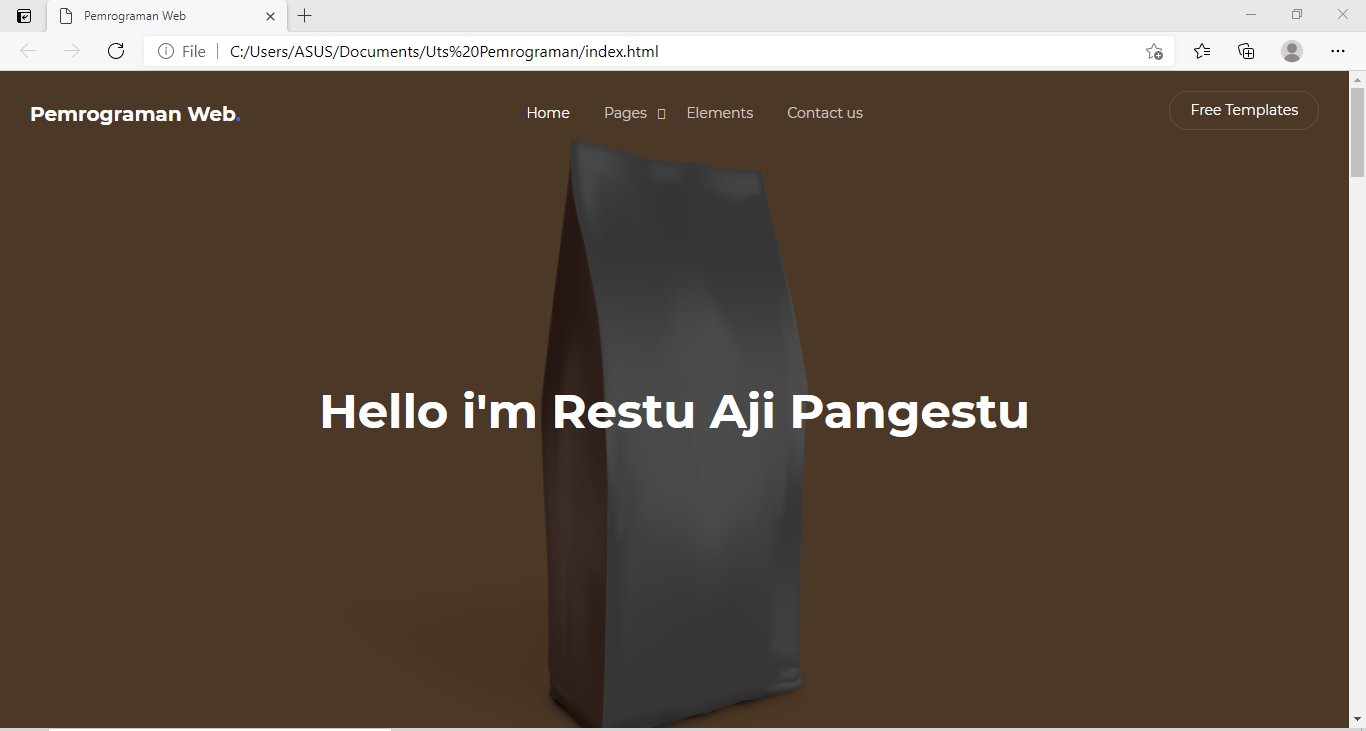 Pemrograman Web
File C:/Users/ASUS/Documents/Uts%20Pemrograman/index.html
Pemrograman Web.
Home Pages Elements Contact us
Free Templates
Hello i'm Restu Aji Pangestu